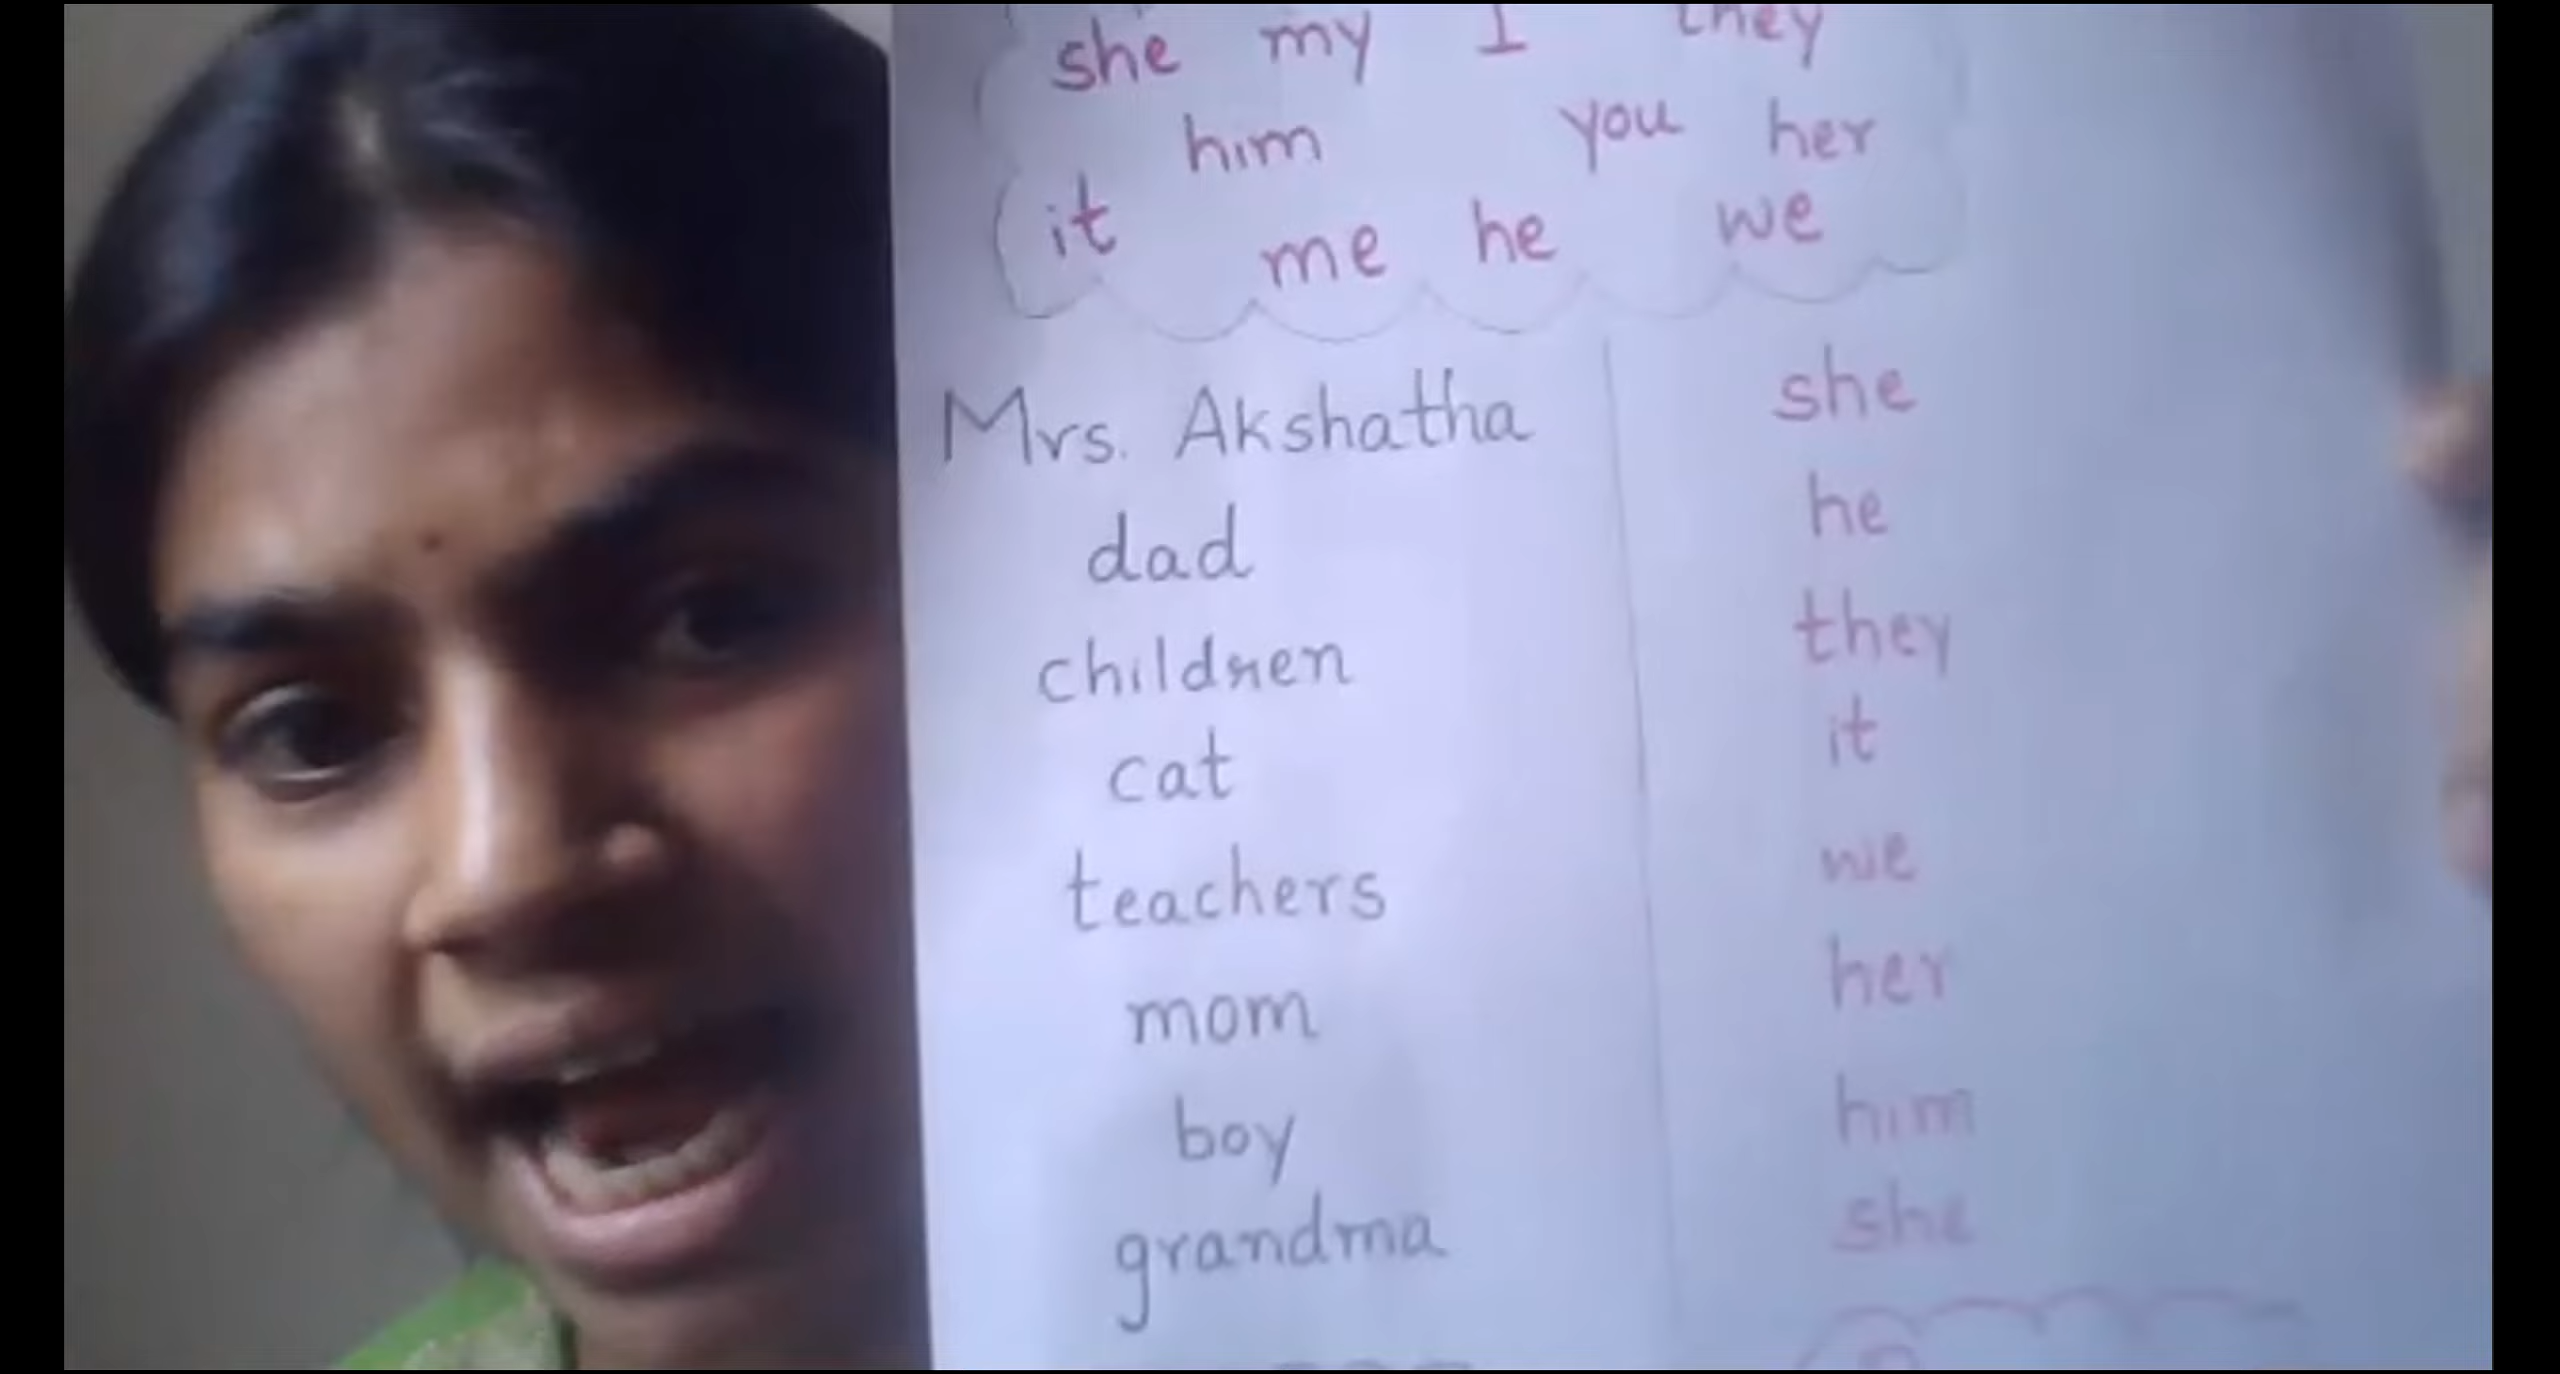 she my I they
him you her
it me he we
Mrs. Akshatha she
dad he
children they
cat it
teachers we
mom her
boy him
grandma she